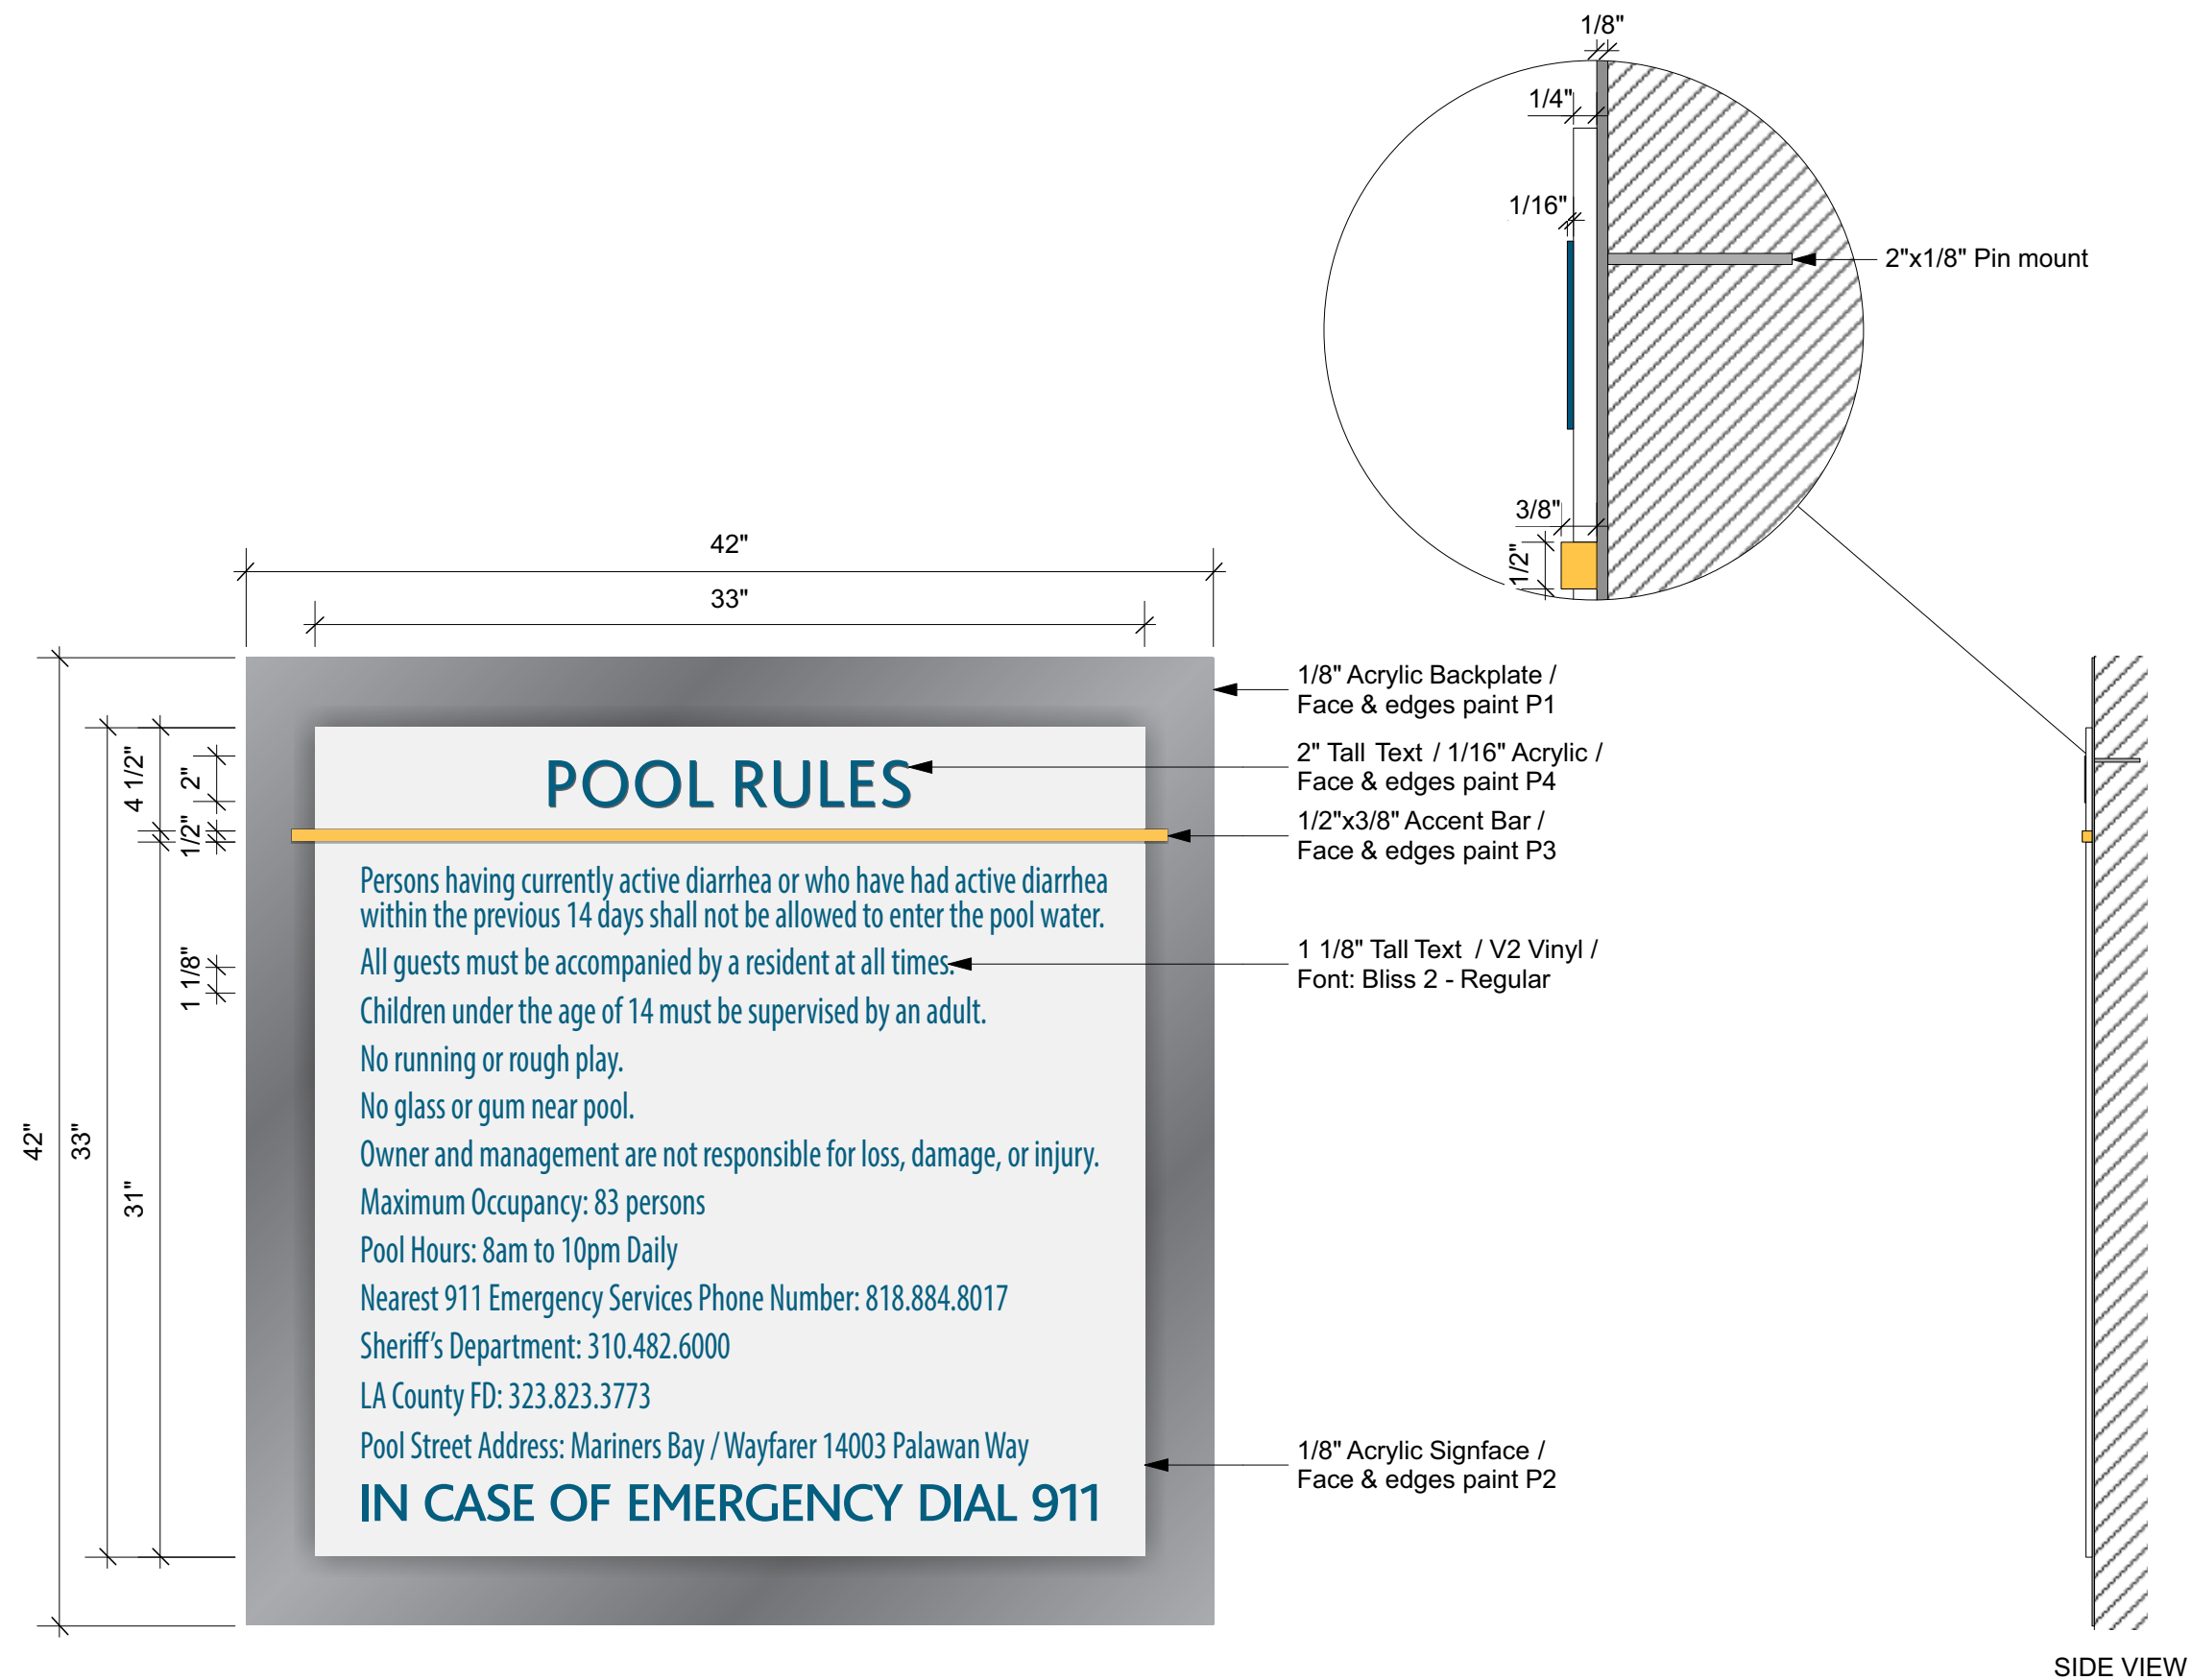 1/8"
1/4"
1/16"
2"x1/8" Pin mount
3/8"
1/2"
42"
33"
1/8" Acrylic Backplate /
Face & edges paint P1
2" Tall Text / 1/16" Acrylic /
Face & edges paint P4
1/2"x3/8" Accent Bar /
Face & edges paint P3
1 1/8" Tall Text / V2 Vinyl /
Font: Bliss 2 - Regular
1/8" Acrylic Signface /
Face & edges paint P2
42"
33"
4 1/2"
31"
2"
1/2"
1 1/8"
POOL RULES
Persons having currently active diarrhea or who have had active diarrhea
within the previous 14 days shall not be allowed to enter the pool water.
All guests must be accompanied by a resident at all times.
Children under the age of 14 must be supervised by an adult.
No running or rough play.
No glass or gum near pool.
Owner and management are not responsible for loss, damage, or injury.
Maximum Occupancy: 83 persons
Pool Hours: 8am to 10pm Daily
Nearest 911 Emergency Services Phone Number: 818.884.8017
Sheriff's Department: 310.482.6000
LA County FD: 323.823.3773
Pool Street Address: Mariners Bay / Wayfarer 14003 Palawan Way
IN CASE OF EMERGENCY DIAL 911
SIDE VIEW